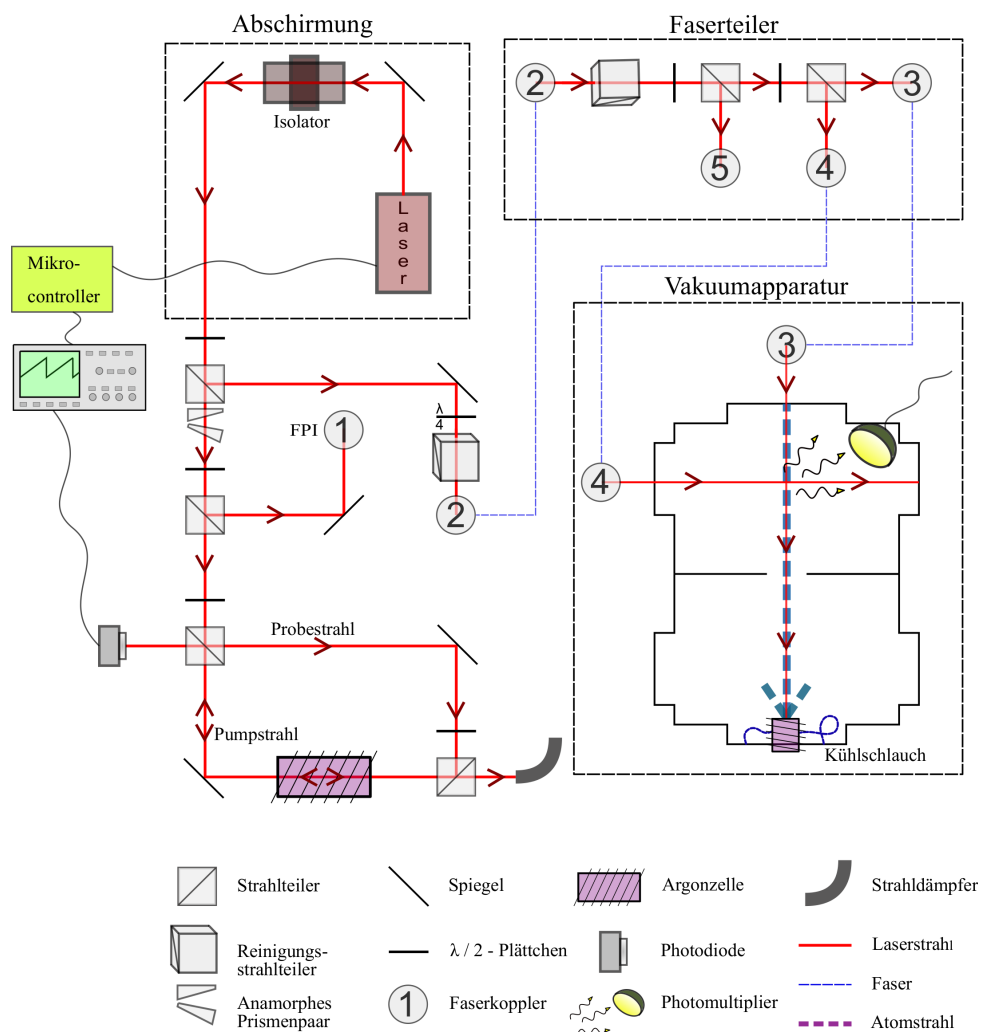 Abschirmung
Faserteiler
Isolator
Laser
2
3
5
4
Mikro-
controller
Vakuumapparatur
3
λ
4
FPI
1
2
4
Probestrahl
Pumpstrahl
Kühlschlauch
Strahlteiler
Spiegel
Argonzelle
Strahldämpfer
Reinigungs-
strahlteiler
λ / 2 - Plättchen
Photodiode
Laserstrahl
Anamorphes
Prismenpaar
1
Faserkoppler
Photomultiplier
Faser
Atomstrahl